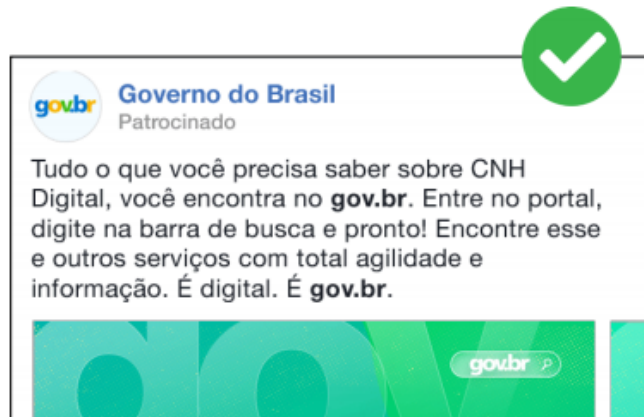 gov.br
Governo do Brasil
Patrocinado
Tudo o que você precisa saber sobre CNH
Digital, você encontra no gov.br. Entre no portal,
digite na barra de busca e pronto! Encontre esse
e outros serviços com total agilidade e
informação. É digital. É gov.br.
gov
gov.br